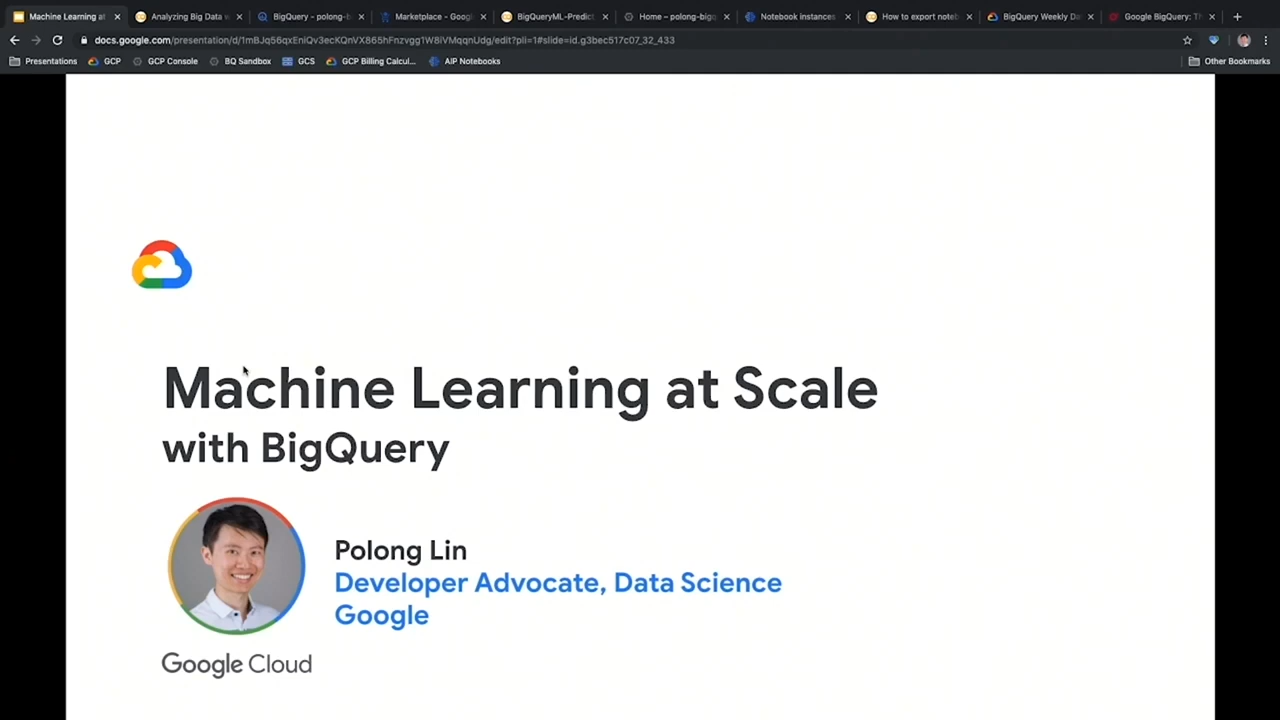 Machine Learning at
Analyzing Big Data w
BigQuery - polong-b
Marketplace - Goog
BigQueryML-Predict
Home – polong-bigq
Notebook instances
How to export noteb
BigQuery Weekly Da
Google BigQuery: Th
docs.google.com/presentation/d/1mBJq56qxEniQv3ecKQnVX865hFnzvgg1W8iVMqqnUdg/edit?pli=1#slide=id.g3bec517c07_32_433
Presentations
GCP
GCP Console
BQ Sandbox
GCS
GCP Billing Calcul...
AIP Notebooks
Other Bookmarks
Machine Learning at Scale
with BigQuery
Polong Lin
Developer Advocate, Data Science
Google
Google Cloud